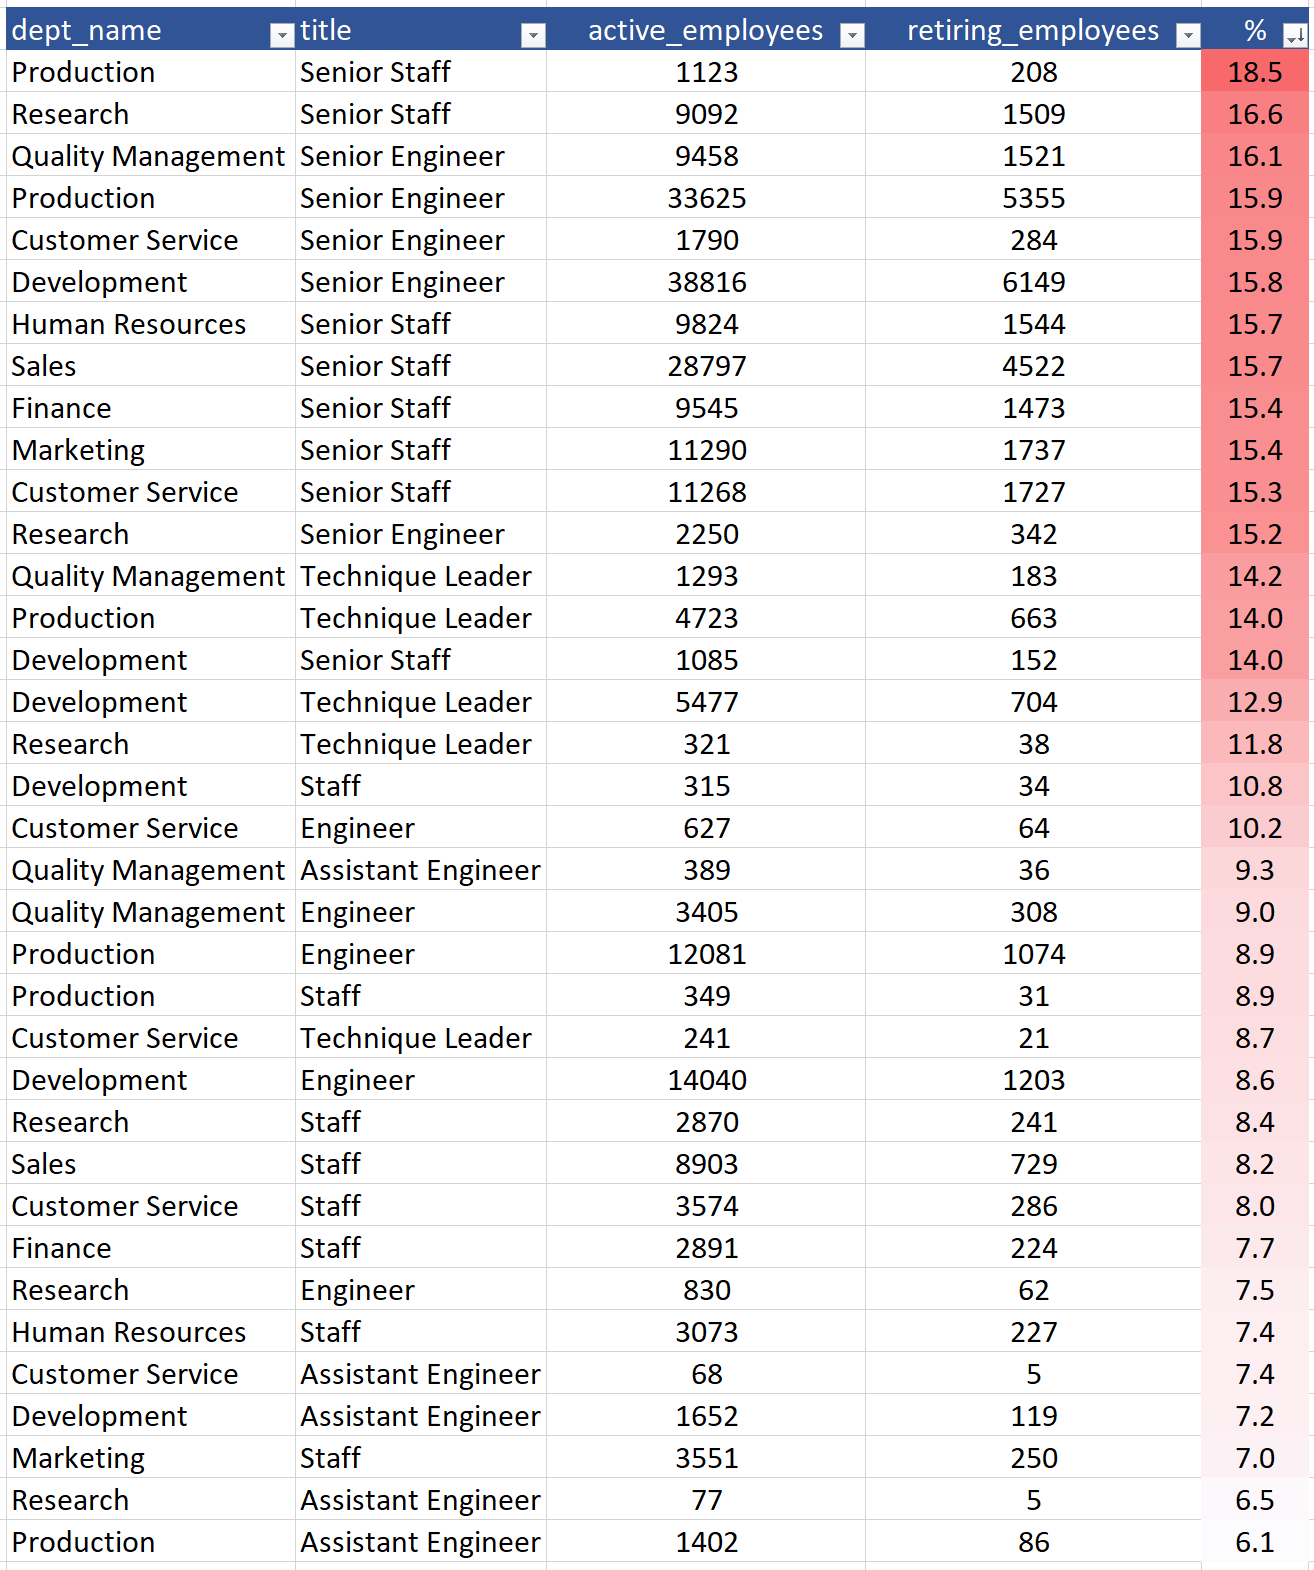 dept_name title active_employees retiring_employees %
Production Senior Staff 1123 208 18.5
Research Senior Staff 9092 1509 16.6
Quality Management Senior Engineer 9458 1521 16.1
Production Senior Engineer 33625 5355 15.9
Customer Service Senior Engineer 1790 284 15.9
Development Senior Engineer 38816 6149 15.8
Human Resources Senior Staff 9824 1544 15.7
Sales Senior Staff 28797 4522 15.7
Finance Senior Staff 9545 1473 15.4
Marketing Senior Staff 11290 1737 15.4
Customer Service Senior Staff 11268 1727 15.3
Research Senior Engineer 2250 342 15.2
Quality Management Technique Leader 1293 183 14.2
Production Technique Leader 4723 663 14.0
Development Senior Staff 1085 152 14.0
Development Technique Leader 5477 704 12.9
Research Technique Leader 321 38 11.8
Development Staff 315 34 10.8
Customer Service Engineer 627 64 10.2
Quality Management Assistant Engineer 389 36 9.3
Quality Management Engineer 3405 308 9.0
Production Engineer 12081 1074 8.9
Production Staff 349 31 8.9
Customer Service Technique Leader 241 21 8.7
Development Engineer 14040 1203 8.6
Research Staff 2870 241 8.4
Sales Staff 8903 729 8.2
Customer Service Staff 3574 286 8.0
Finance Staff 2891 224 7.7
Research Engineer 830 62 7.5
Human Resources Staff 3073 227 7.4
Customer Service Assistant Engineer 68 5 7.4
Development Assistant Engineer 1652 119 7.2
Marketing Staff 3551 250 7.0
Research Assistant Engineer 77 5 6.5
Production Assistant Engineer 1402 86 6.1